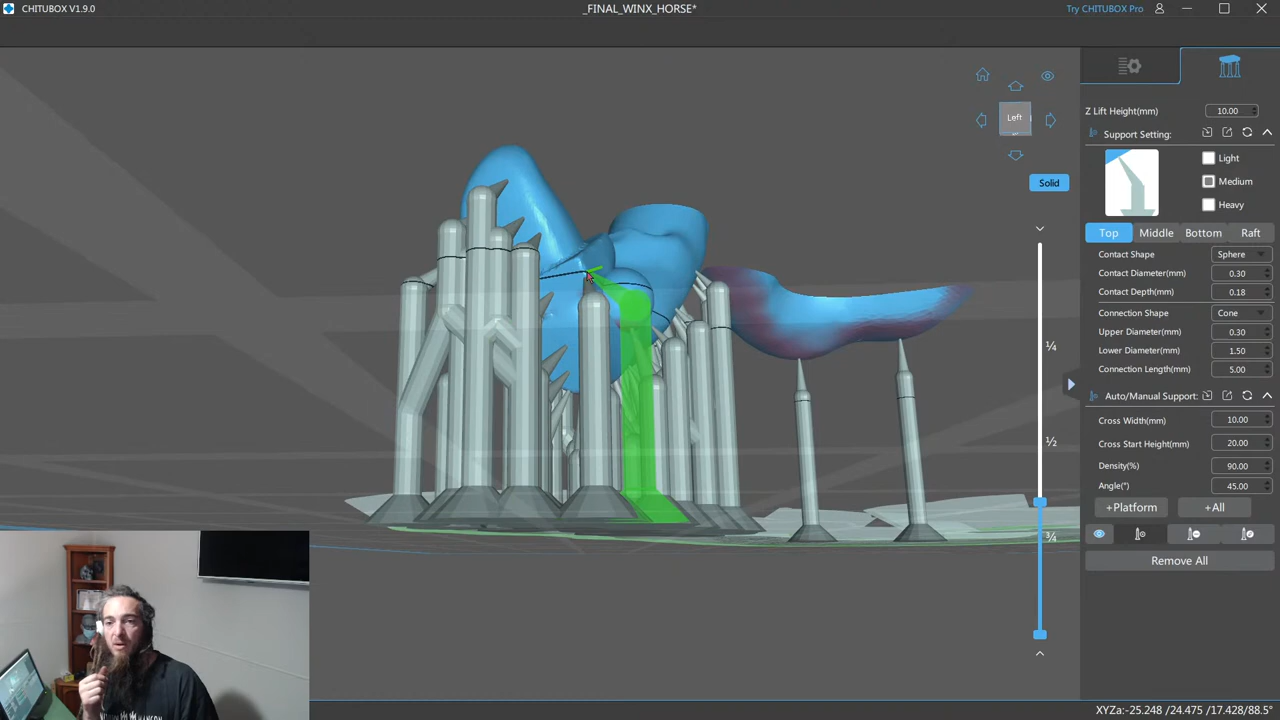 CHITUBOX V1.9.0
_FINAL_WINX_HORSE*
Try CHITUBOX Pro
Left
Solid
¼
½
¾
Z Lift Height(mm) 10.00
Support Setting:
Light
Medium
Heavy
Top Middle Bottom Raft
Contact Shape Sphere
Contact Diameter(mm) 0.30
Contact Depth(mm) 0.18
Connection Shape Cone
Upper Diameter(mm) 0.30
Lower Diameter(mm) 1.50
Connection Length(mm) 5.00
Auto/Manual Support:
Cross Width(mm) 10.00
Cross Start Height(mm) 20.00
Density(%) 90.00
Angle(°) 45.00
+Platform +All
Remove All
XYZa:-25.248 /24.475 /17.428/88.5°